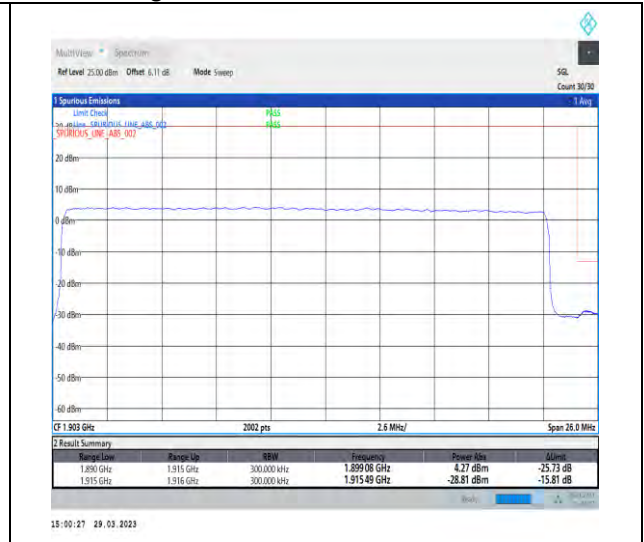 MultiView Spectrum
Ref Level 25.00 dBm Offset 6.11 dB Mode Sweep SGL
Count 30/30
1 Spurious Emissions 1 Avg
Limit Check PASS
Line SPURIOUS_LINE_ABS_002 PASS
SPURIOUS_LINE_ABS_002
20 dBm
10 dBm
0 dBm
-10 dBm
-20 dBm
-30 dBm
-40 dBm
-50 dBm
-60 dBm
CF 1.903 GHz 2002 pts 2.6 MHz/ Span 26.0 MHz
2 Result Summary
Range Low Range Up RBW Frequency Power Abs ΔLimit
1.890 GHz 1.915 GHz 300.000 kHz 1.89908 GHz 4.27 dBm -25.73 dB
1.915 GHz 1.916 GHz 300.000 kHz 1.91549 GHz -28.81 dBm -15.81 dB
Ready
15:00:27 29.03.2023